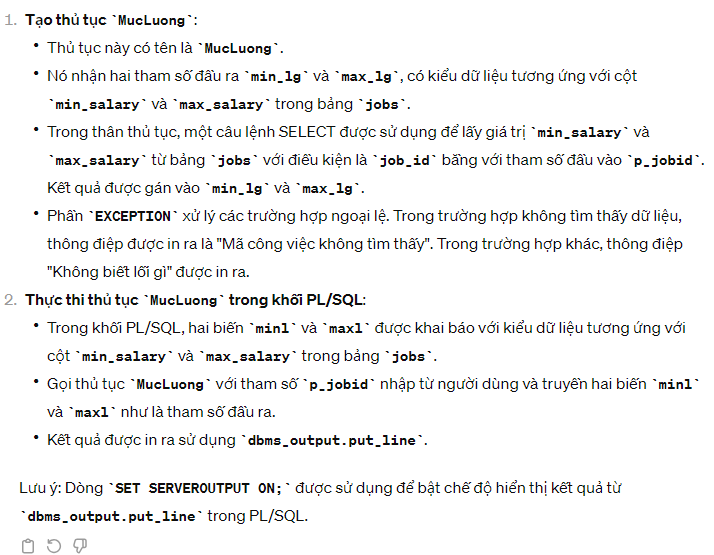 1. Tạo thủ tục `MucLuong`:
• Thủ tục này có tên là `MucLuong`.
• Nó nhận hai tham số đầu ra `min_lg` và `max_lg`, có kiểu dữ liệu tương ứng với cột
`min_salary` và `max_salary` trong bảng `jobs`.
• Trong thân thủ tục, một câu lệnh SELECT được sử dụng để lấy giá trị `min_salary` và
`max_salary` từ bảng `jobs` với điều kiện là `job_id` bằng với tham số đầu vào `p_jobid`.
Kết quả được gán vào `min_lg` và `max_lg`.
• Phần `EXCEPTION` xử lý các trường hợp ngoại lệ. Trong trường hợp không tìm thấy dữ liệu,
thông điệp được in ra là "Mã công việc không tìm thấy". Trong trường hợp khác, thông điệp
"Không biết lỗi gì" được in ra.
2. Thực thi thủ tục `MucLuong` trong khối PL/SQL:
• Trong khối PL/SQL, hai biến `minl` và `maxl` được khai báo với kiểu dữ liệu tương ứng với
cột `min_salary` và `max_salary` trong bảng `jobs`.
• Gọi thủ tục `MucLuong` với tham số `p_jobid` nhập từ người dùng và truyền hai biến `minl`
và `maxl` như là tham số đầu ra.
• Kết quả được in ra sử dụng `dbms_output.put_line`.
Lưu ý: Dòng `SET SERVEROUTPUT ON;` được sử dụng để bật chế độ hiển thị kết quả từ
`dbms_output.put_line` trong PL/SQL.